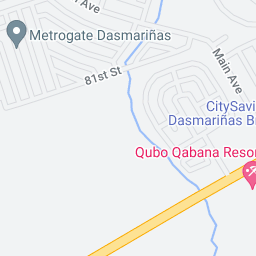 Ave
Metrogate Dasmariñas
81st St
Main Ave
CitySavi
Dasmariñas B
Qubo Qabana Resor